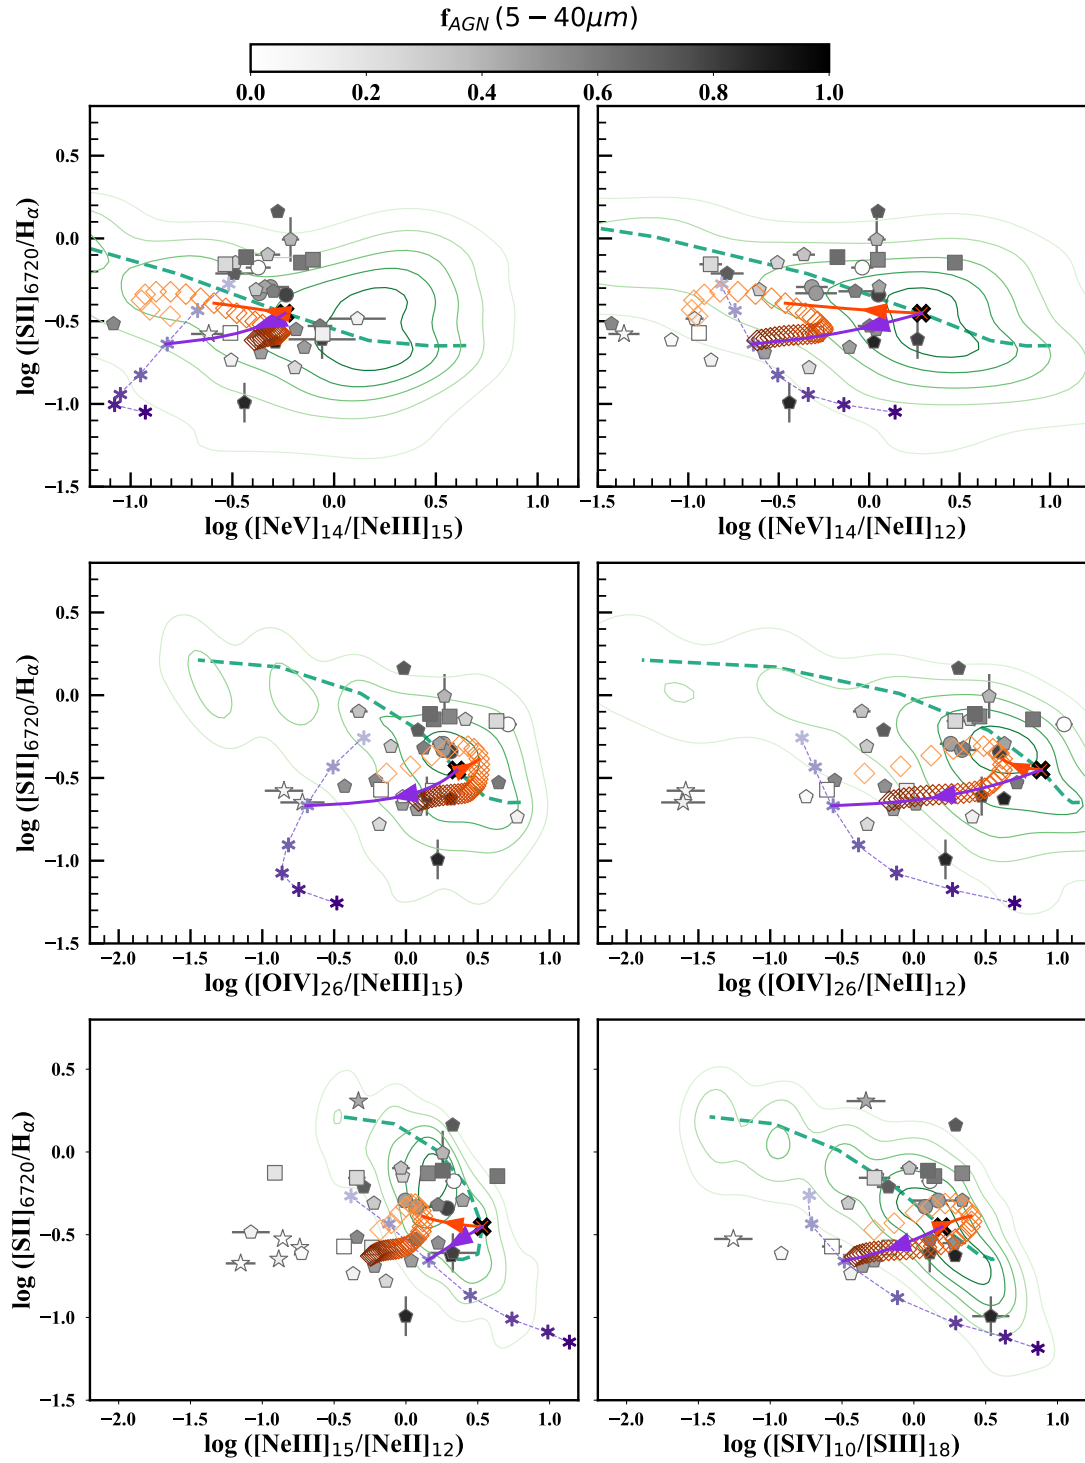 f_AGN (5 − 40μm)
0.0 0.2 0.4 0.6 0.8 1.0
log ([SII]6720/Hα)
0.5
0.0
−0.5
−1.0
−1.5
−1.0 −0.5 0.0 0.5 1.0
log ([NeV]14/[NeIII]15)
−1.5 −1.0 −0.5 0.0 0.5 1.0
log ([NeV]14/[NeII]12)
log ([SII]6720/Hα)
0.5
0.0
−0.5
−1.0
−1.5
−2.0 −1.5 −1.0 −0.5 0.0 0.5 1.0
log ([OIV]26/[NeIII]15)
−2.0 −1.5 −1.0 −0.5 0.0 0.5 1.0
log ([OIV]26/[NeII]12)
log ([SII]6720/Hα)
0.5
0.0
−0.5
−1.0
−1.5
−2.0 −1.5 −1.0 −0.5 0.0 0.5 1.0
log ([NeIII]15/[NeII]12)
−2.0 −1.5 −1.0 −0.5 0.0 0.5 1.0
log ([SIV]10/[SIII]18)